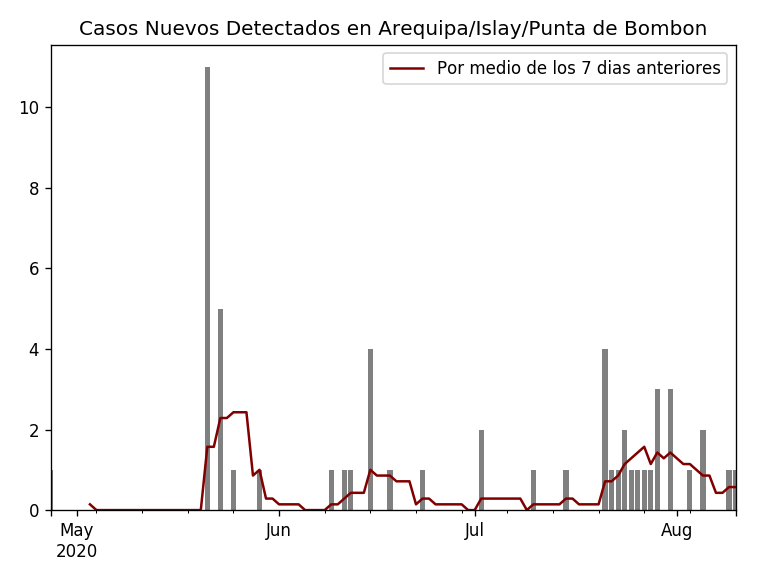 Casos Nuevos Detectados en Arequipa/Islay/Punta de Bombon
Por medio de los 7 dias anteriores
10
8
6
4
2
0
May Jun Jul Aug
2020